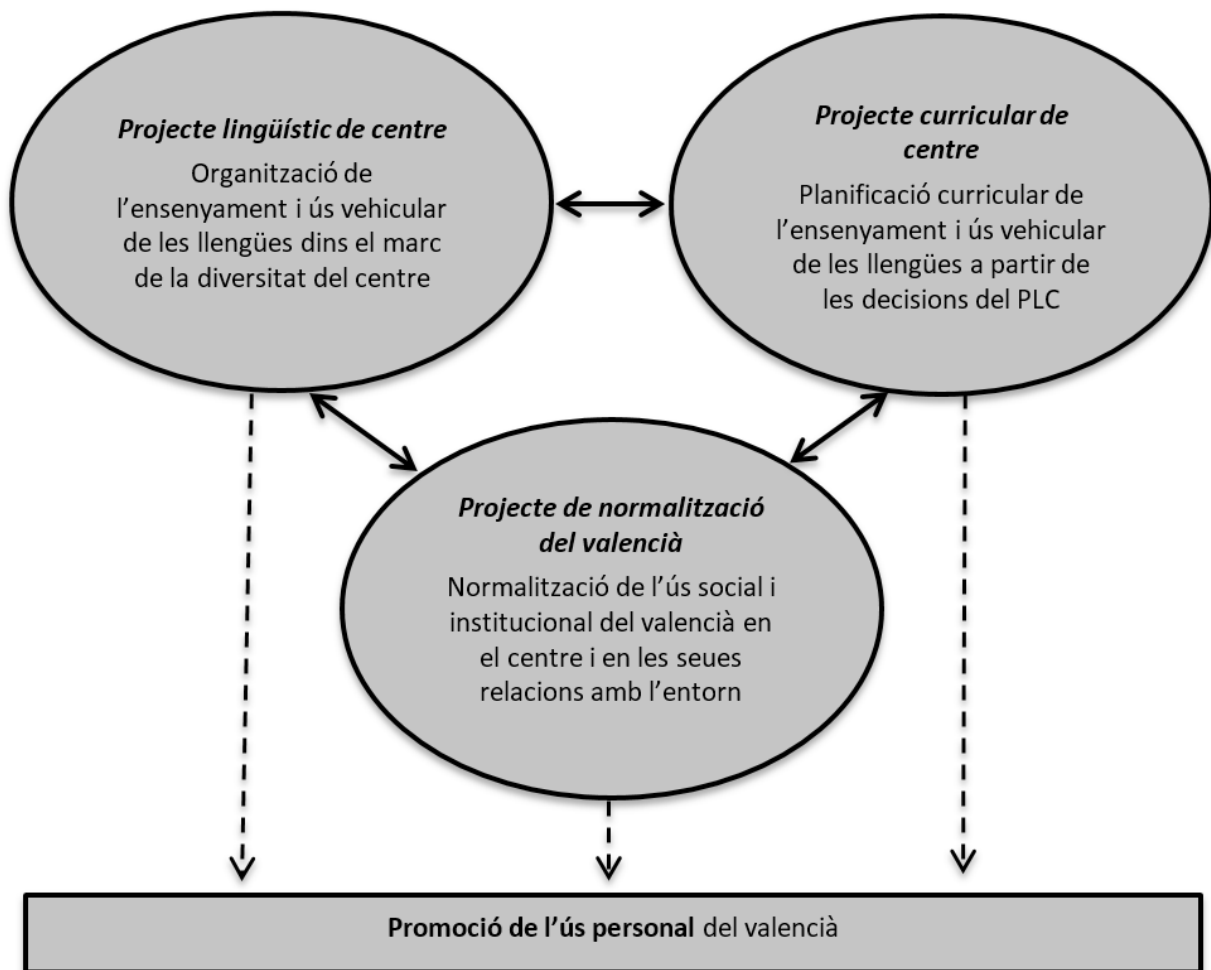 Projecte lingüístic de centre
Organització de
l’ensenyament i ús vehicular
de les llengües dins el marc
de la diversitat del centre
Projecte curricular de
centre
Planificació curricular de
l’ensenyament i ús vehicular
de les llengües a partir de
les decisions del PLC
Projecte de normalització
del valencià
Normalització de l’ús social i
institucional del valencià en
el centre i en les seues
relacions amb l’entorn
Promoció de l’ús personal del valencià